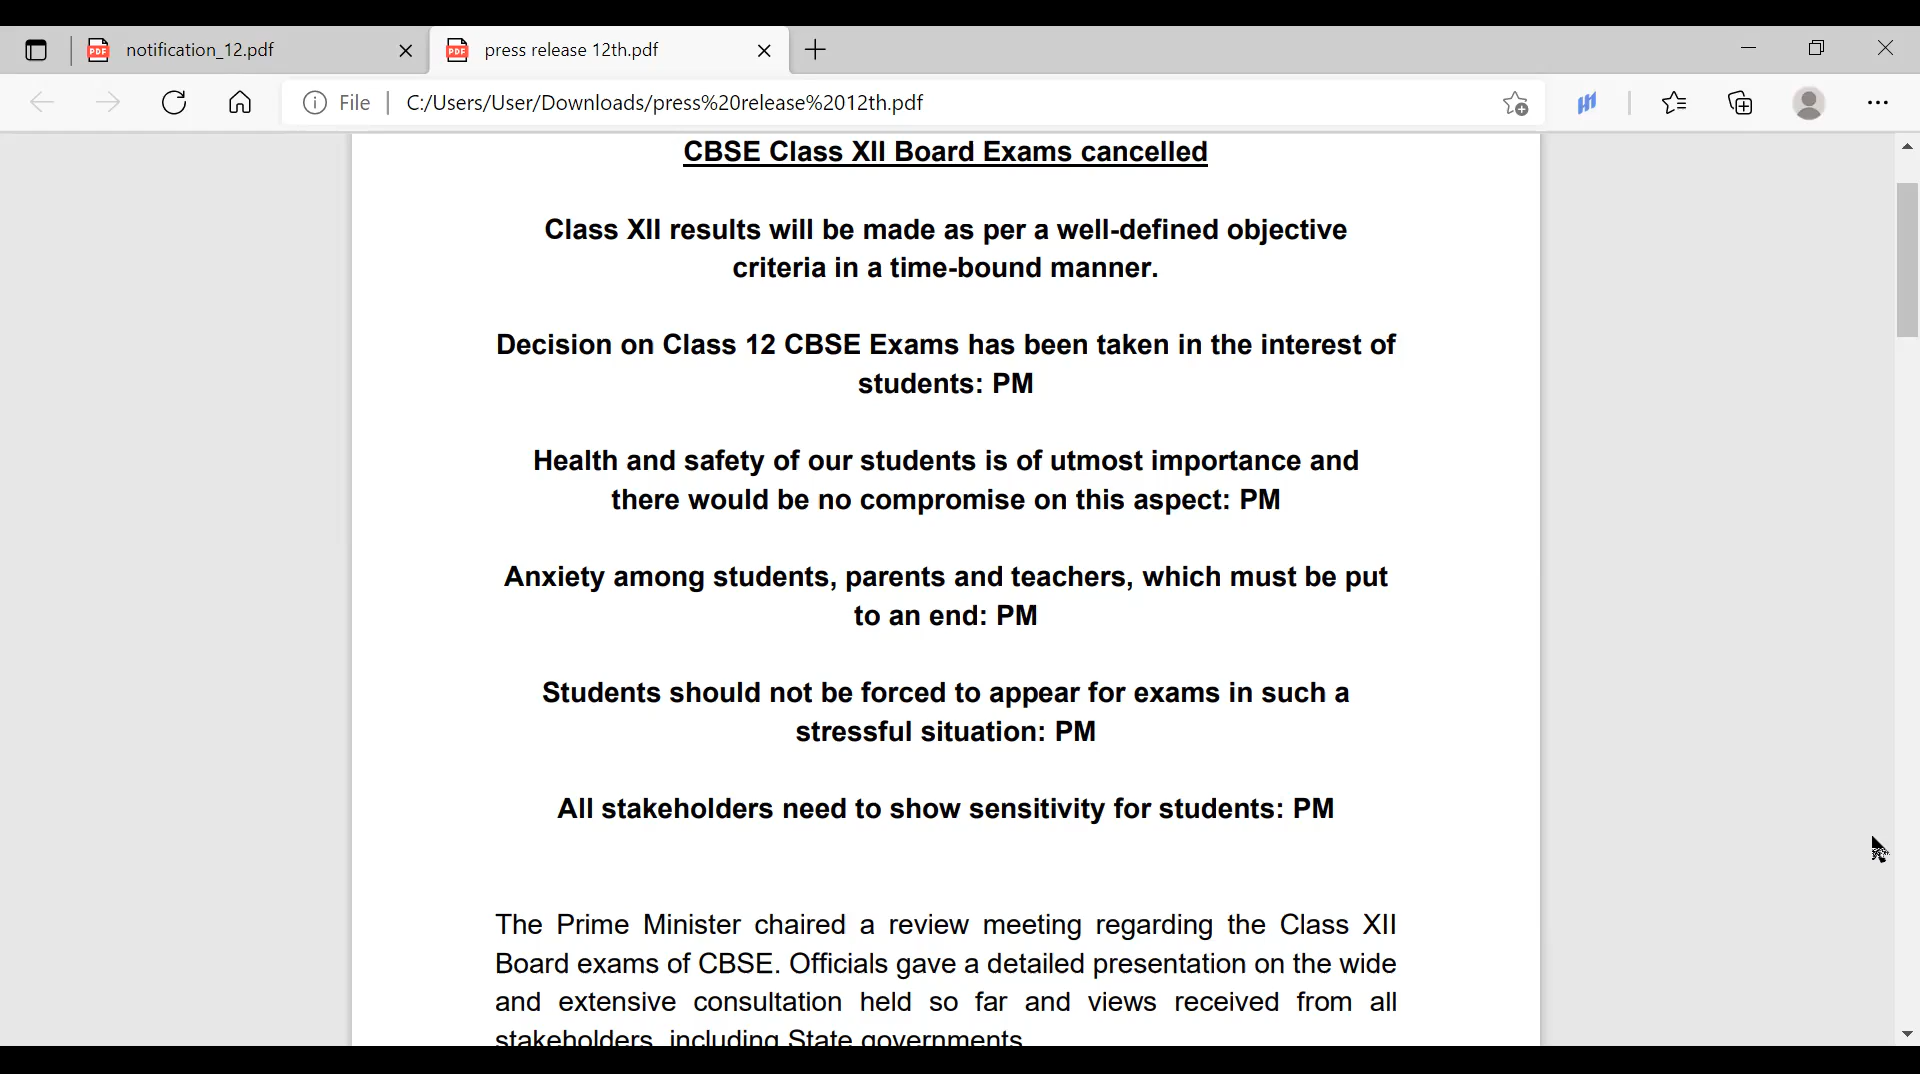 notification_12.pdf
press release 12th.pdf
File
C:/Users/User/Downloads/press%20release%2012th.pdf
CBSE Class XII Board Exams cancelled
Class XII results will be made as per a well-defined objective
criteria in a time-bound manner.
Decision on Class 12 CBSE Exams has been taken in the interest of
students: PM
Health and safety of our students is of utmost importance and
there would be no compromise on this aspect: PM
Anxiety among students, parents and teachers, which must be put
to an end: PM
Students should not be forced to appear for exams in such a
stressful situation: PM
All stakeholders need to show sensitivity for students: PM
The Prime Minister chaired a review meeting regarding the Class XII
Board exams of CBSE. Officials gave a detailed presentation on the wide
and extensive consultation held so far and views received from all
stakeholders, including State governments.